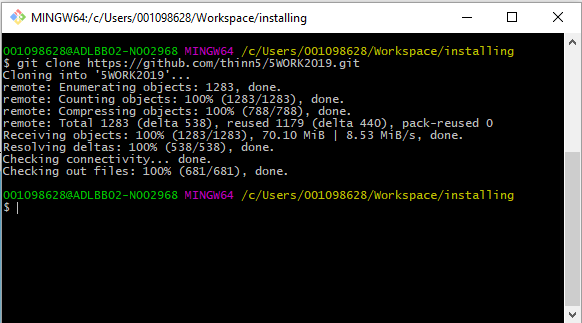 MINGW64:/c/Users/001098628/Workspace/installing
001098628@ADLBB02-N002968 MINGW64 /c/Users/001098628/Workspace/installing
$ git clone https://github.com/thinn5/5WORK2019.git
Cloning into '5WORK2019'...
remote: Enumerating objects: 1283, done.
remote: Counting objects: 100% (1283/1283), done.
remote: Compressing objects: 100% (788/788), done.
remote: Total 1283 (delta 538), reused 1179 (delta 440), pack-reused 0
Receiving objects: 100% (1283/1283), 70.10 MiB | 8.53 MiB/s, done.
Resolving deltas: 100% (538/538), done.
Checking connectivity... done.
Checking out files: 100% (681/681), done.
001098628@ADLBB02-N002968 MINGW64 /c/Users/001098628/Workspace/installing
$